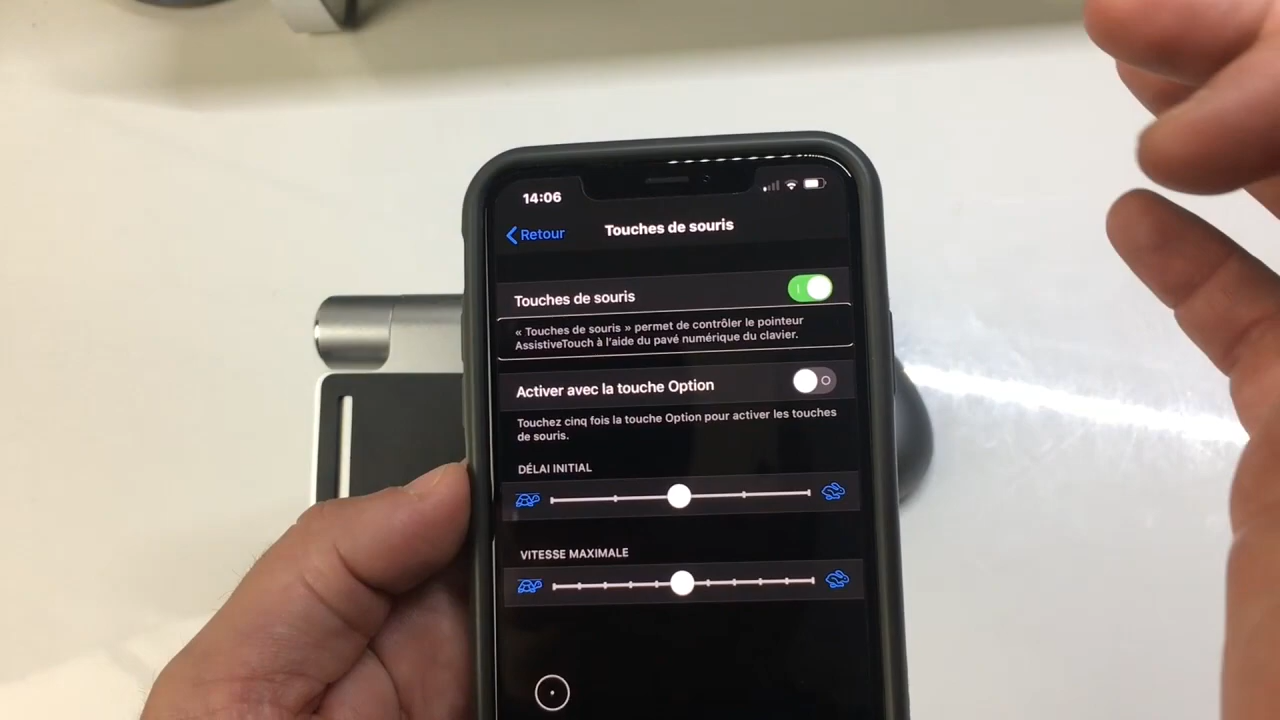 14:06
Retour
Touches de souris
Touches de souris
« Touches de souris » permet de contrôler le pointeur
AssistiveTouch à l'aide du pavé numérique du clavier.
Activer avec la touche Option
Touchez cinq fois la touche Option pour activer les touches
de souris.
DÉLAI INITIAL
VITESSE MAXIMALE